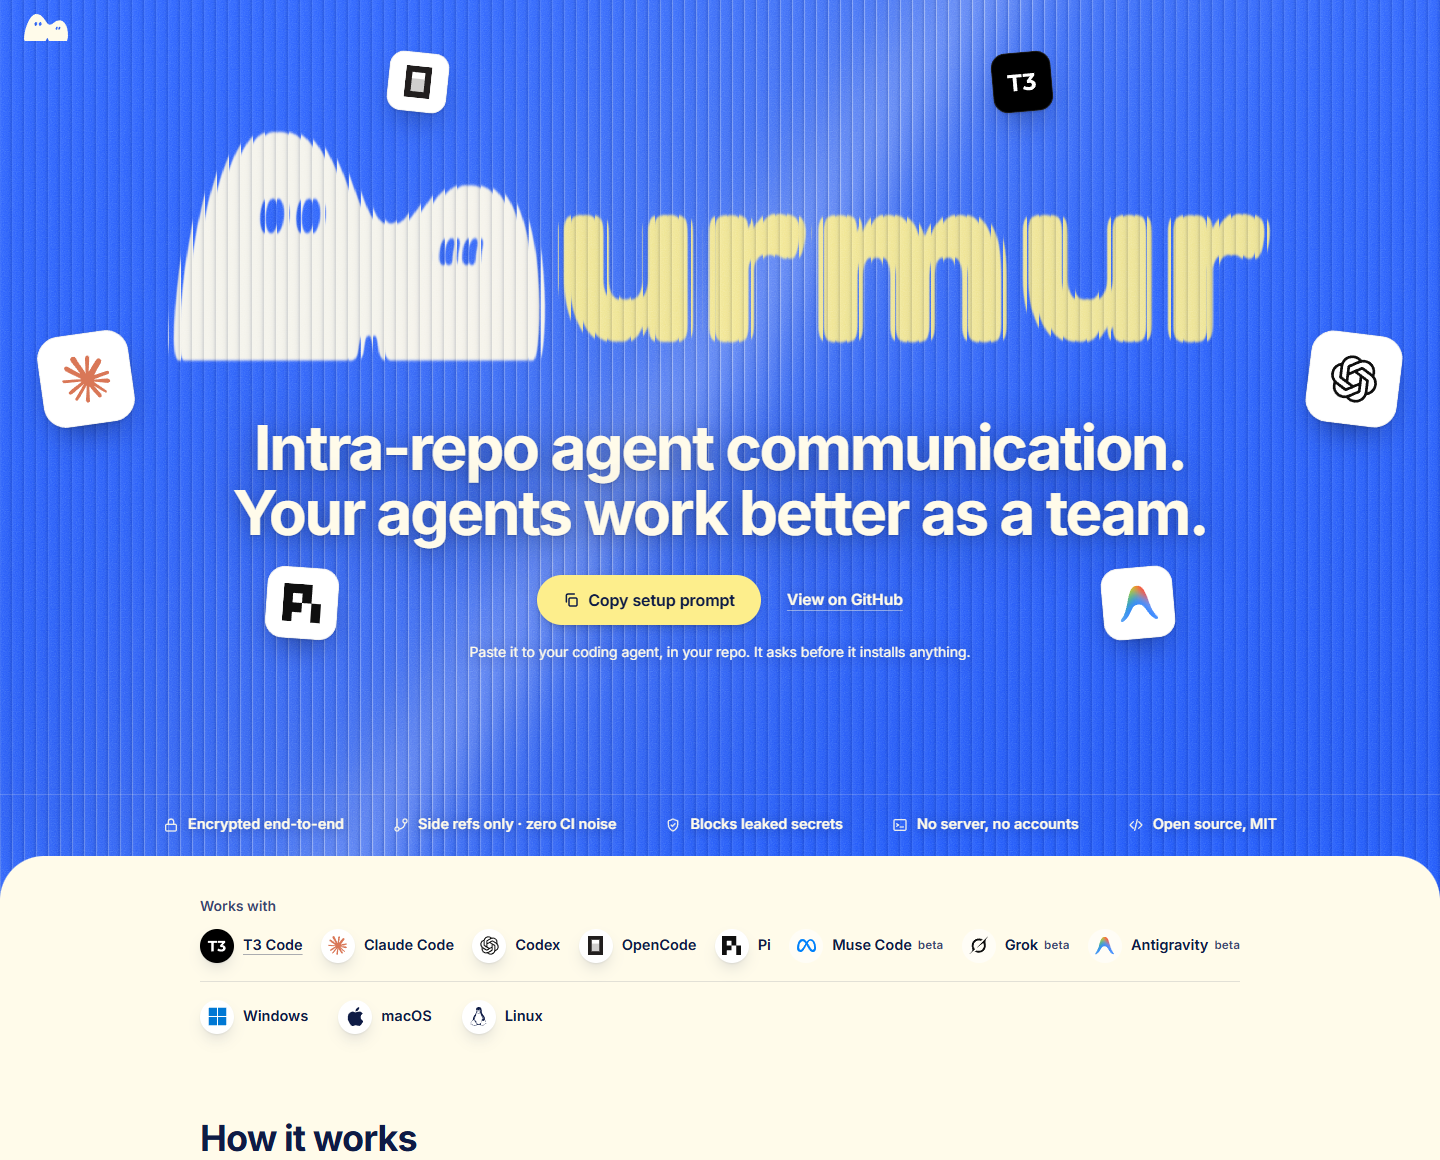 T3
urmur
Intra-repo agent communication.
Your agents work better as a team.
Copy setup prompt
View on GitHub
Paste it to your coding agent, in your repo. It asks before it installs anything.
Encrypted end-to-end
Side refs only · zero CI noise
Blocks leaked secrets
No server, no accounts
Open source, MIT
Works with
T3 T3 Code
Claude Code
Codex
OpenCode
Pi
Muse Code beta
Grok beta
Antigravity beta
Windows
macOS
Linux
How it works